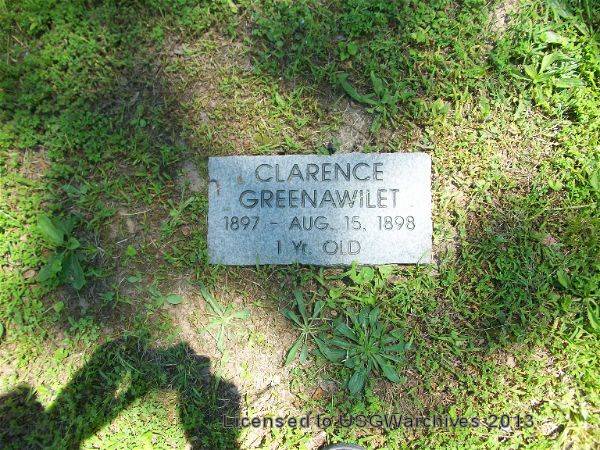 CLARENCE
GREENAWILET
1897 - AUG. 15, 1898
1 Yr. OLD
Licensed to USGWarchives 2013